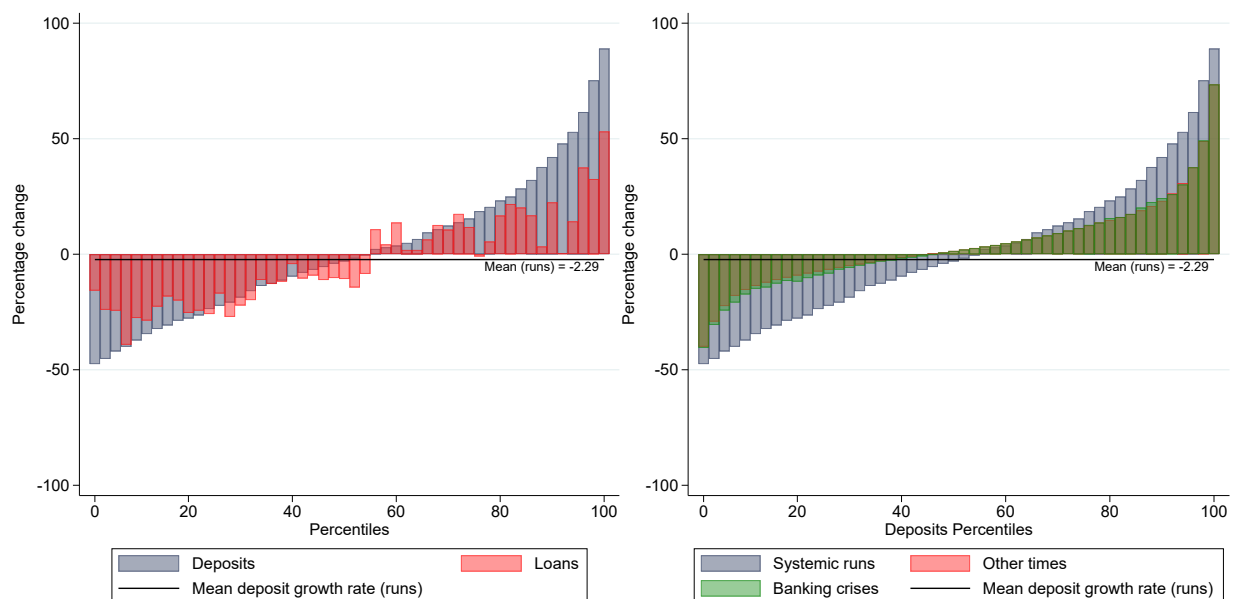 100
50
0
-50
-100
Percentage change
Mean (runs) = -2.29
0 20 40 60 80 100
Percentiles
Deposits Loans
Mean deposit growth rate (runs)
100
50
0
-50
-100
Percentage change
Mean (runs) = -2.29
0 20 40 60 80 100
Deposits Percentiles
Systemic runs Other times
Banking crises Mean deposit growth rate (runs)